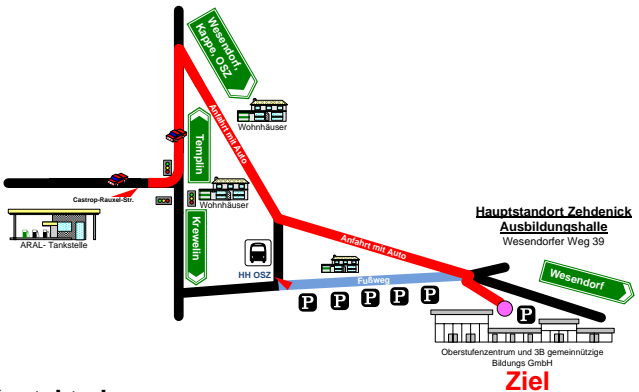 Wesendorf,
Kappe, OSZ
Anfahrt mit Auto
Wohnhäuser
Templin
Castrop-Rauxel-Str.
Wohnhäuser
Krewelin
ARAL- Tankstelle
HH OSZ
Anfahrt mit Auto
Fußweg
P P P P P
Hauptstandort Zehdenick
Ausbildungshalle
Wesendorfer Weg 39
Wesendorf
P
Oberstufenzentrum und 3B gemeinnützige
Bildungs GmbH
Ziel